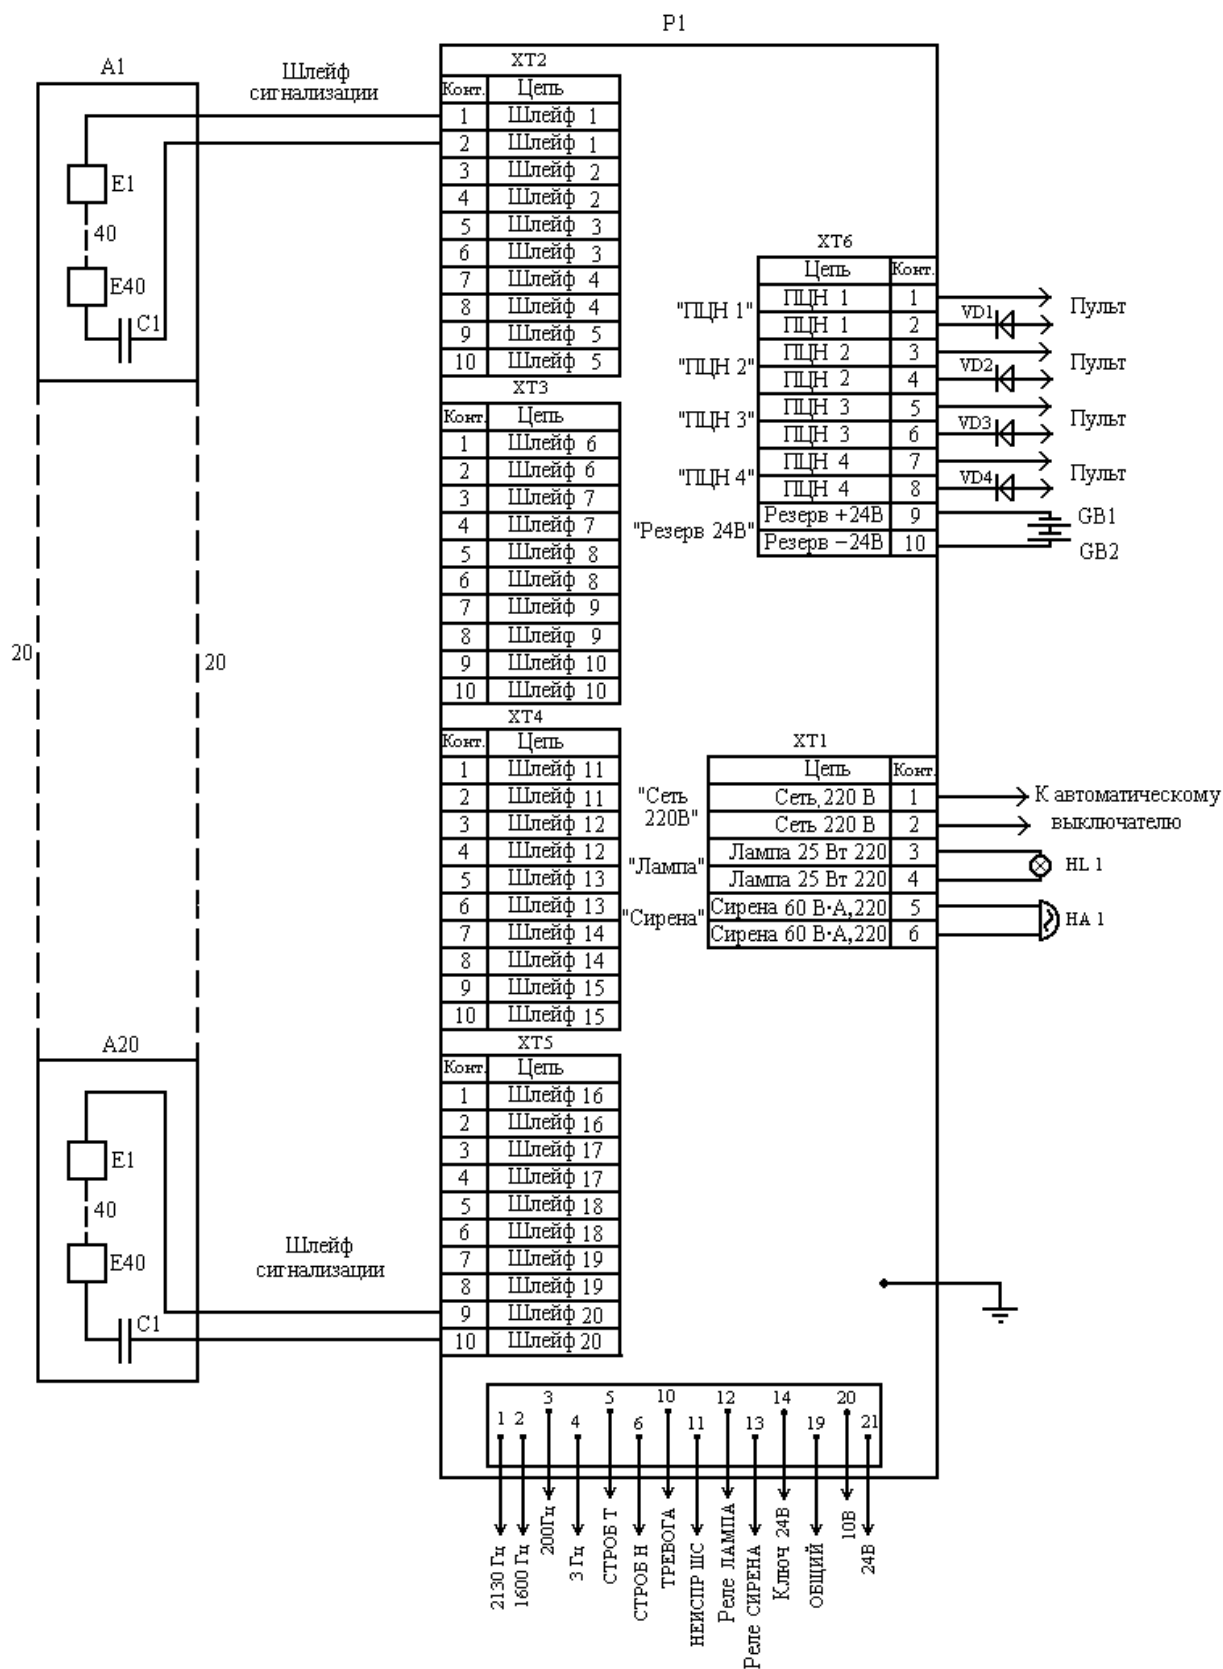 P1
A1
Шлейф
сигнализации
E1
40
E40
C1
20
20
A20
E1
40
E40
C1
Шлейф
сигнализации
XT2
Конт. Цепь
1 Шлейф 1
2 Шлейф 1
3 Шлейф 2
4 Шлейф 2
5 Шлейф 3
6 Шлейф 3
7 Шлейф 4
8 Шлейф 4
9 Шлейф 5
10 Шлейф 5
XT3
Конт. Цепь
1 Шлейф 6
2 Шлейф 6
3 Шлейф 7
4 Шлейф 7
5 Шлейф 8
6 Шлейф 8
7 Шлейф 9
8 Шлейф 9
9 Шлейф 10
10 Шлейф 10
XT4
Конт. Цепь
1 Шлейф 11
2 Шлейф 11
3 Шлейф 12
4 Шлейф 12
5 Шлейф 13
6 Шлейф 13
7 Шлейф 14
8 Шлейф 14
9 Шлейф 15
10 Шлейф 15
XT5
Конт. Цепь
1 Шлейф 16
2 Шлейф 16
3 Шлейф 17
4 Шлейф 17
5 Шлейф 18
6 Шлейф 18
7 Шлейф 19
8 Шлейф 19
9 Шлейф 20
10 Шлейф 20
XT6
Цепь Конт.
"ПЦН 1" ПЦН 1 1 Пульт
ПЦН 1 2 VD1
"ПЦН 2" ПЦН 2 3 Пульт
ПЦН 2 4 VD2
"ПЦН 3" ПЦН 3 5 Пульт
ПЦН 3 6 VD3
"ПЦН 4" ПЦН 4 7 Пульт
ПЦН 4 8 VD4
"Резерв 24В" Резерв +24В 9 GB1
Резерв −24В 10 GB2
XT1
Цепь Конт.
"Сеть
220В"
Сеть, 220 В 1 К автоматическому
Сеть 220 В 2 выключателю
"Лампа" Лампа 25 Вт 220 3 HL 1
Лампа 25 Вт 220 4
"Сирена" Сирена 60 В·А,220 5 HA 1
Сирена 60 В·А,220 6
3 5 10 12 14 20
1 2 4 6 11 13 19 21
2130 Гц
1600 Гц
200Гц
3 Гц
СТРОБ Т
СТРОБ Н
ТРЕВОГА
НЕИСПР ШС
Реле ЛАМПА
Реле СИРЕНА
Ключ 24В
ОБЩИЙ
10В
24В